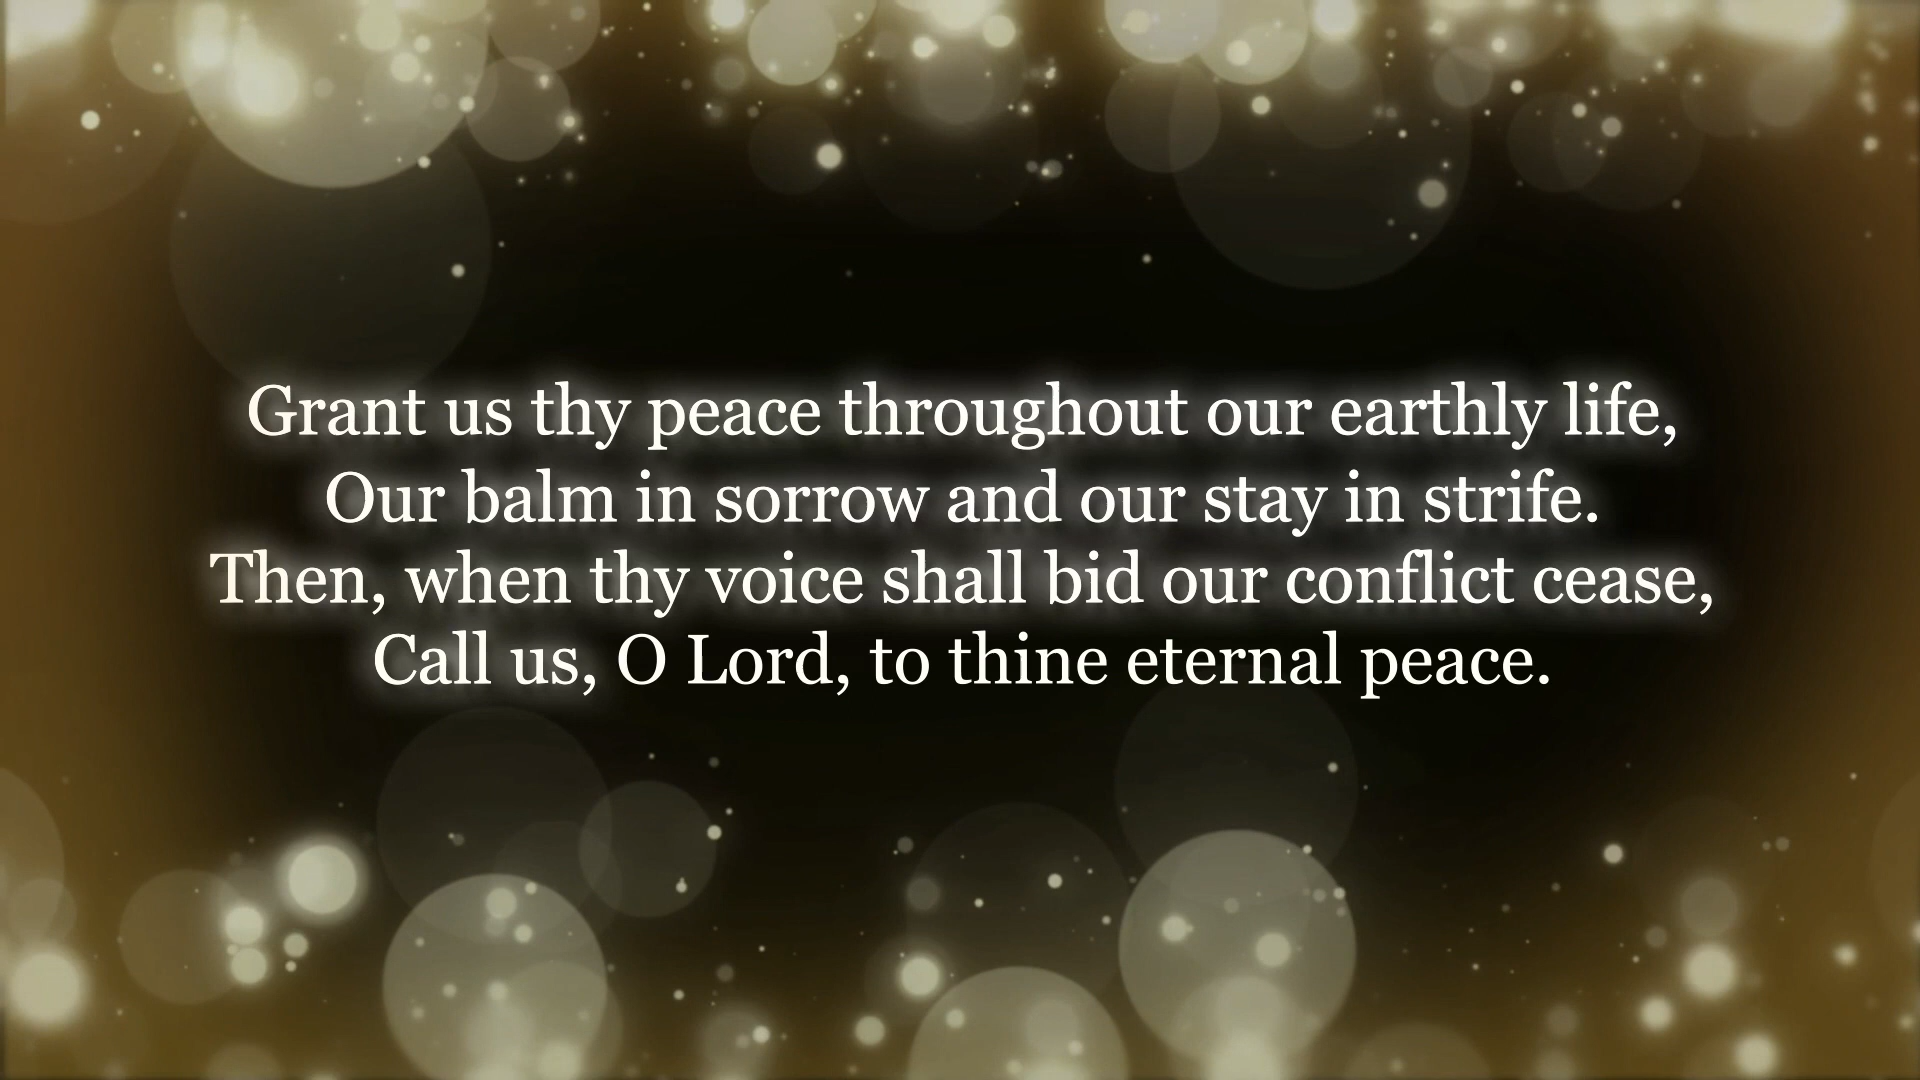 Grant us thy peace throughout our earthly life,
Our balm in sorrow and our stay in strife.
Then, when thy voice shall bid our conflict cease,
Call us, O Lord, to thine eternal peace.